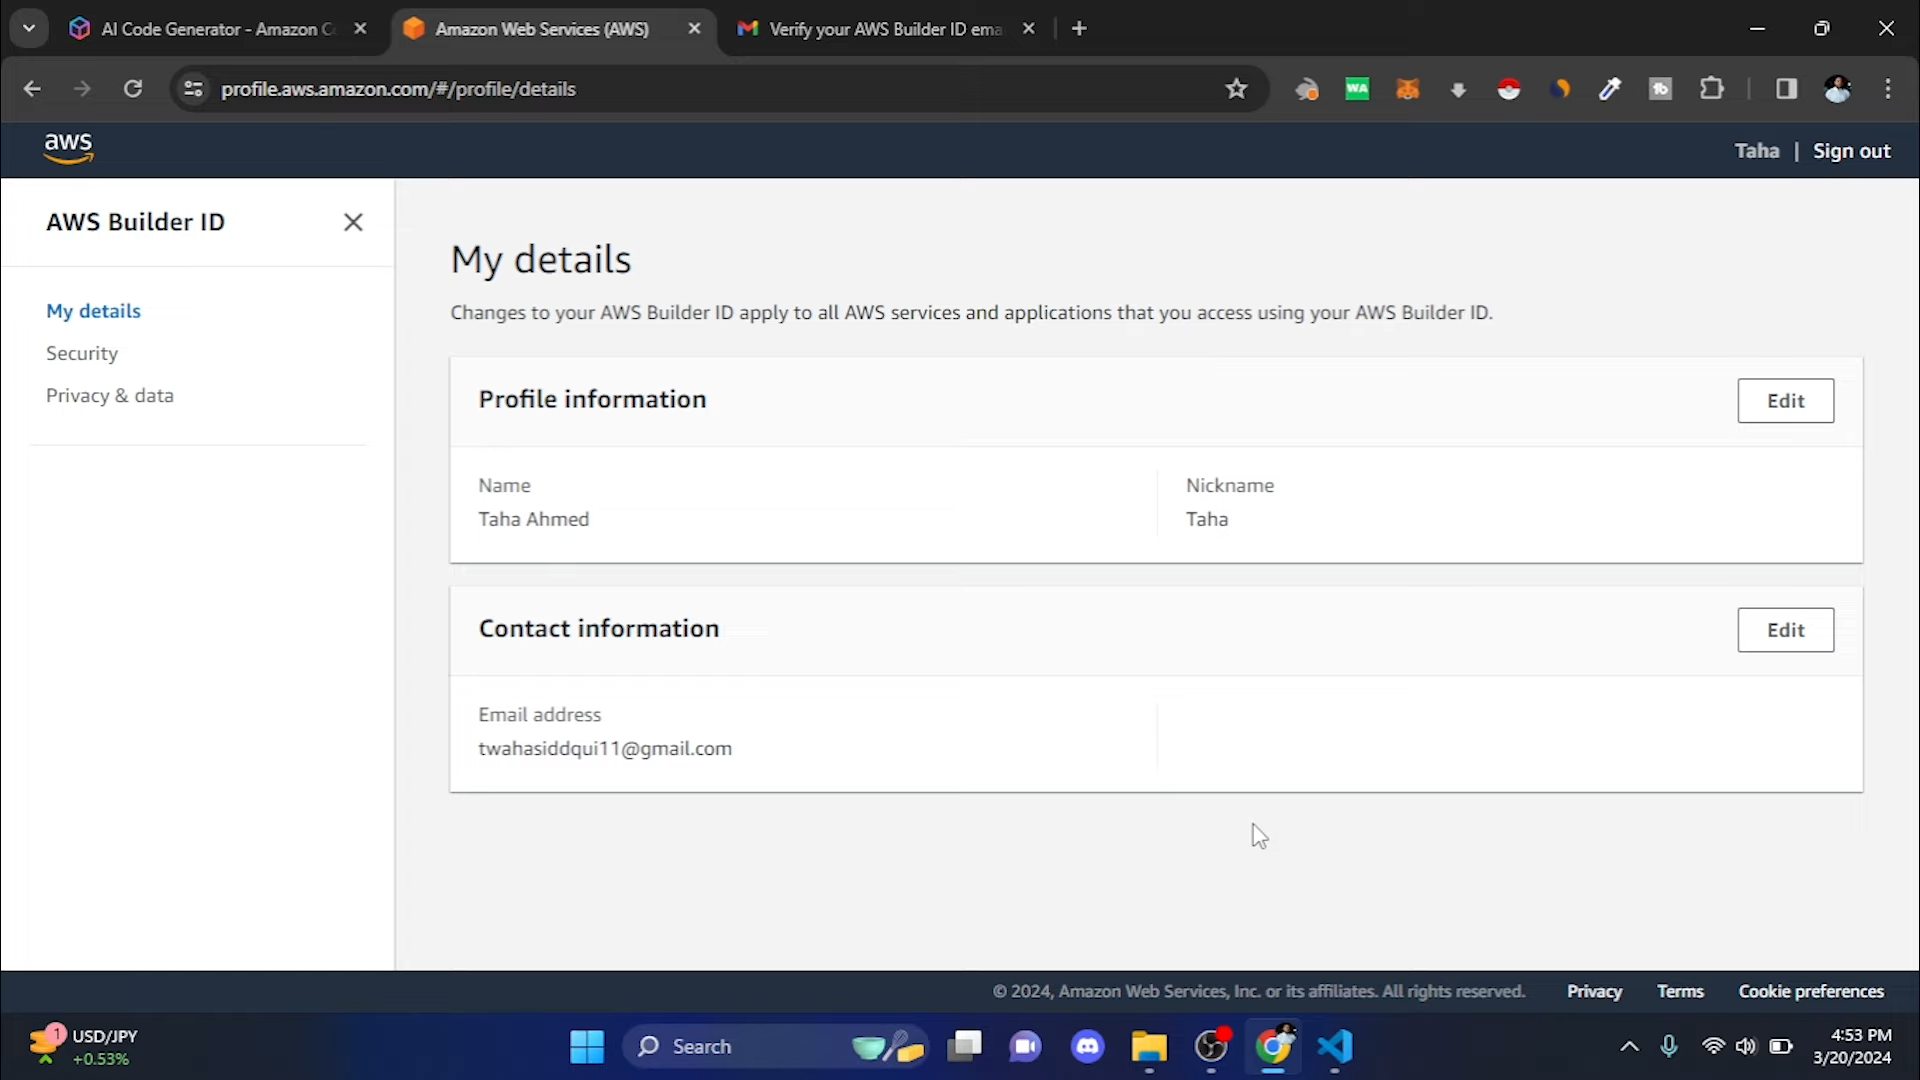 AI Code Generator - Amazon C
Amazon Web Services (AWS)
Verify your AWS Builder ID ema
profile.aws.amazon.com/#/profile/details
WA
aws
Taha | Sign out
AWS Builder ID
My details
Security
Privacy & data
My details
Changes to your AWS Builder ID apply to all AWS services and applications that you access using your AWS Builder ID.
Profile information
Edit
Name
Taha Ahmed
Nickname
Taha
Contact information
Edit
Email address
twahasiddqui11@gmail.com
© 2024, Amazon Web Services, Inc. or its affiliates. All rights reserved.
Privacy
Terms
Cookie preferences
1
USD/JPY
+0.53%
Search
4:53 PM
3/20/2024